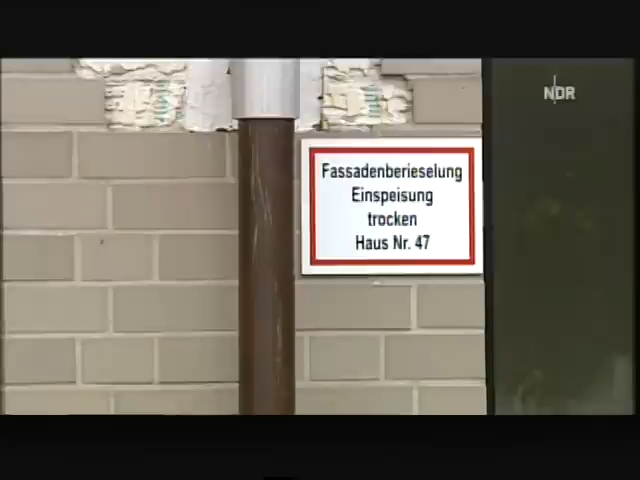 NDR
Fassadenberieselung
Einspeisung
trocken
Haus Nr. 47